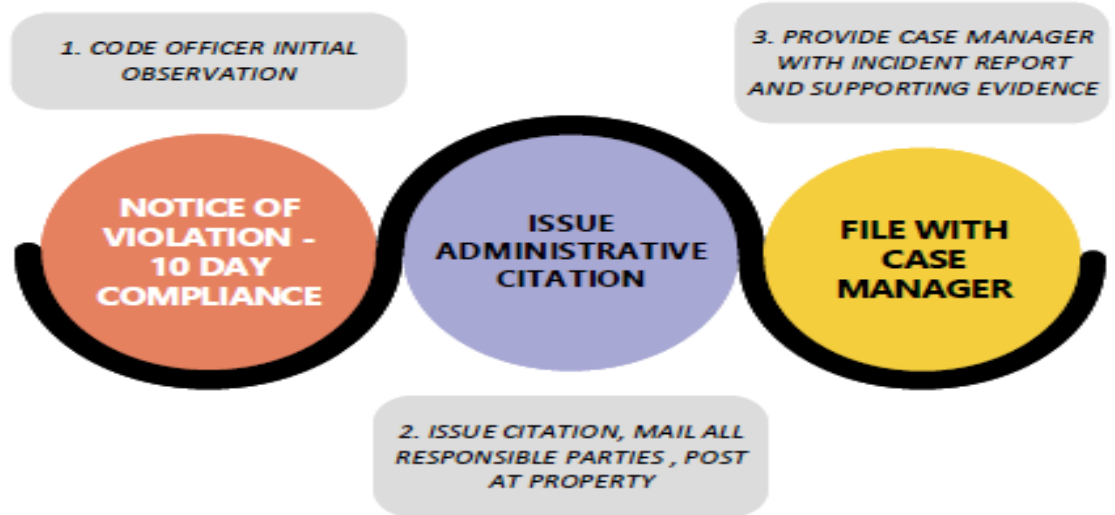 1. CODE OFFICER INITIAL
OBSERVATION
NOTICE OF
VIOLATION -
10 DAY
COMPLIANCE
2. ISSUE CITATION, MAIL ALL
RESPONSIBLE PARTIES , POST
AT PROPERTY
ISSUE
ADMINISTRATIVE
CITATION
3. PROVIDE CASE MANAGER
WITH INCIDENT REPORT
AND SUPPORTING EVIDENCE
FILE WITH
CASE
MANAGER